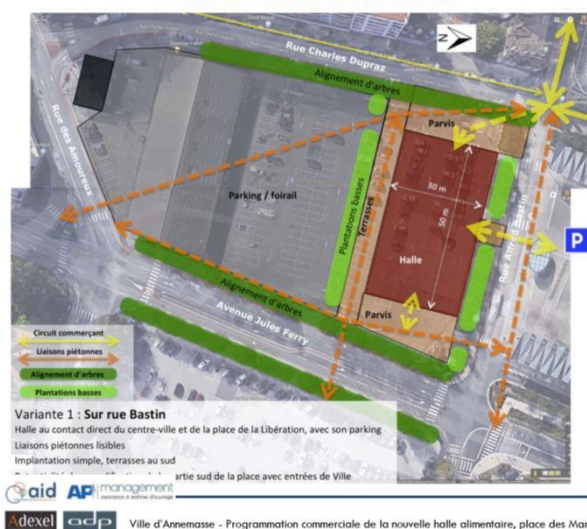 Rue Charles Dupraz
N
Alignement d'arbres
Rue des Amoureux
Parvis
Parking / foirail
Plantations basses
Terrasses
30 m
50 m
Halle
P
Parvis
Alignement d'arbres
Avenue Jules Ferry
Circuit commerçant
Liaisons piétonnes
Alignement d'arbres
Plantations basses
Variante 1 : Sur rue Bastin
Halle au contact direct du centre-ville et de la place de la Libération, avec son parking
Liaisons piétonnes lisibles
Implantation simple, terrasses au sud
partie sud de la place avec entrées de Ville
aid AP management
Adexel adp
Ville d'Annemasse - Programmation commerciale de la nouvelle halle alimentaire, place des